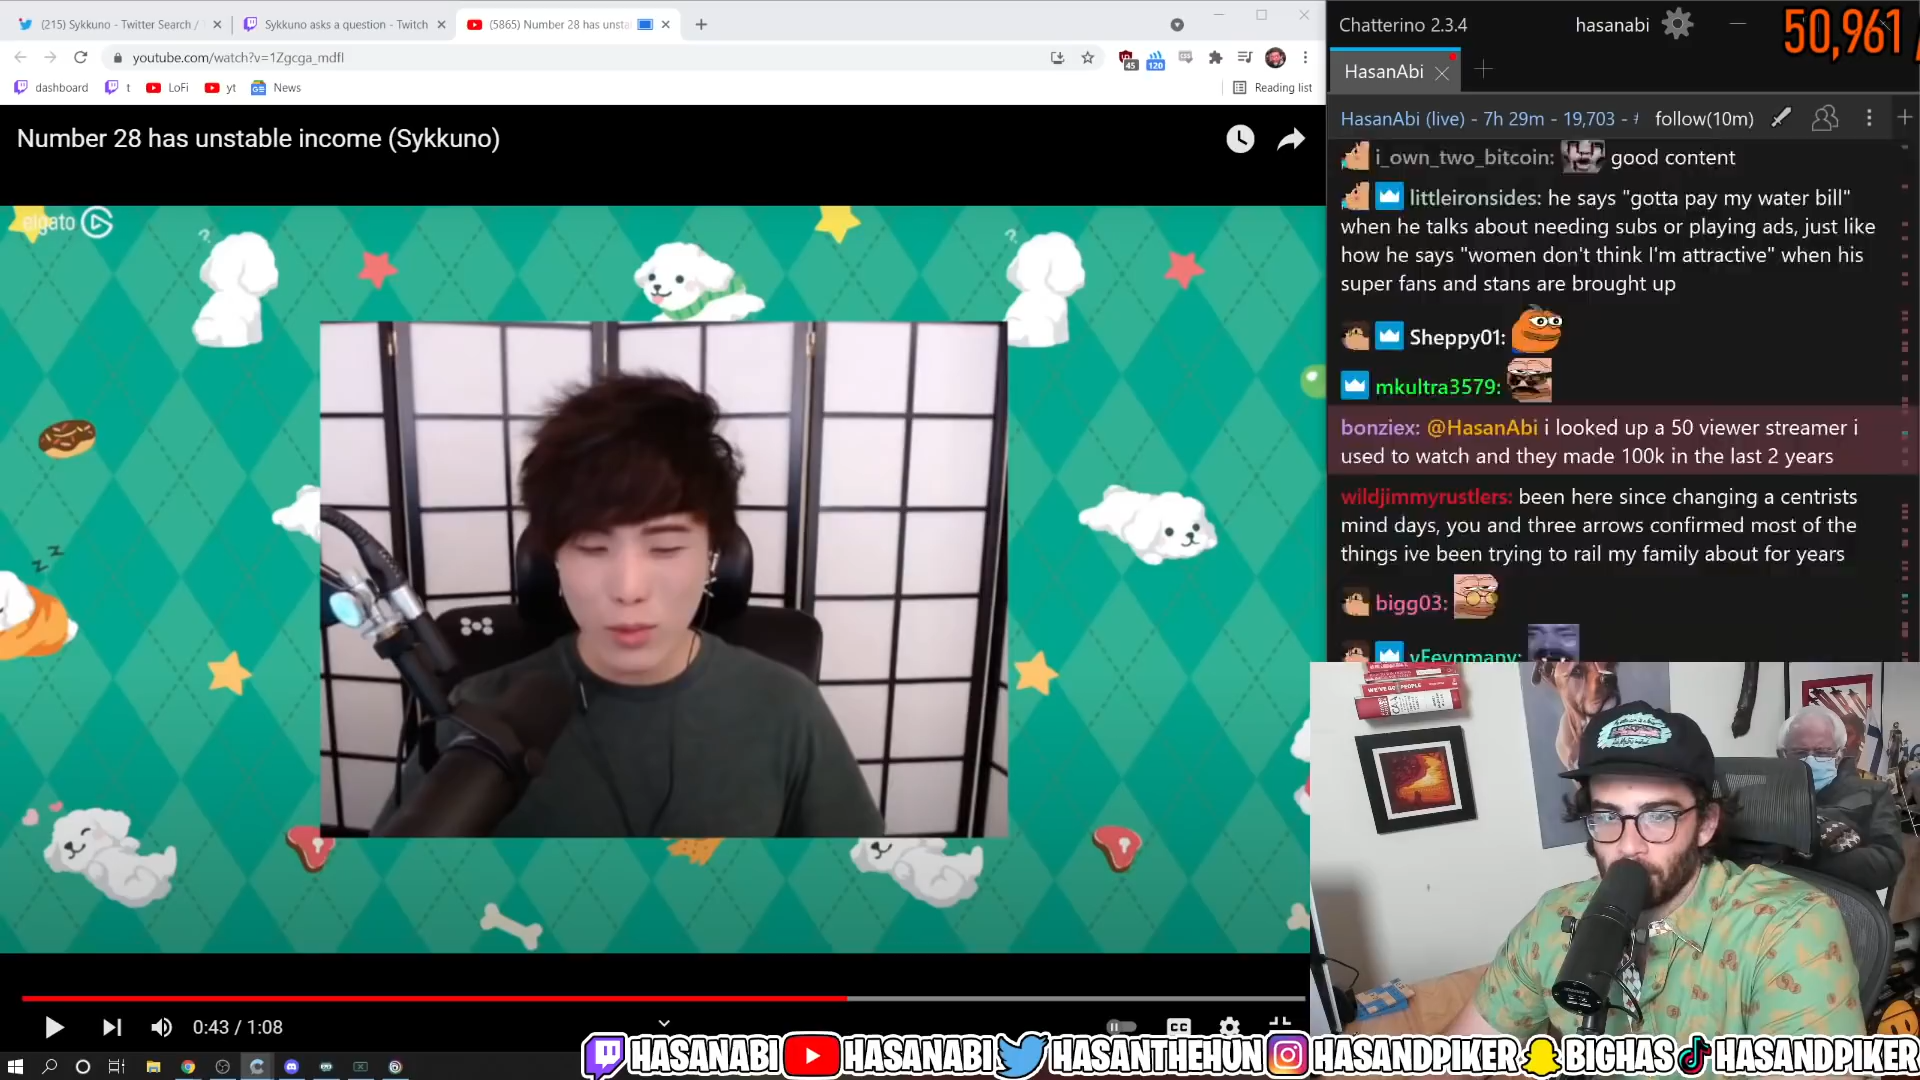 (215) Sykkuno - Twitter Search /
Sykkuno asks a question - Twitch
(5865) Number 28 has unsta
youtube.com/watch?v=1Zgcga_mdfI
45
120
dashboard
t
LoFi
yt
News
Reading list
Number 28 has unstable income (Sykkuno)
elgato
0:43 / 1:08
CC
Chatterino 2.3.4
hasanabi
50,961
HasanAbi
HasanAbi (live) - 7h 29m - 19,703 -
follow(10m)
i_own_two_bitcoin: good content
littleironsides: he says "gotta pay my water bill"
when he talks about needing subs or playing ads, just like
how he says "women don't think I'm attractive" when his
super fans and stans are brought up
Sheppy01:
mkultra3579:
bonziex: @HasanAbi i looked up a 50 viewer streamer i
used to watch and they made 100k in the last 2 years
wildjimmyrustlers: been here since changing a centrists
mind days, you and three arrows confirmed most of the
things ive been trying to rail my family about for years
bigg03:
HASANABI
HASANABI
HASANTHEHUN
HASANDPIKER
BIGHAS
HASANDPIKER